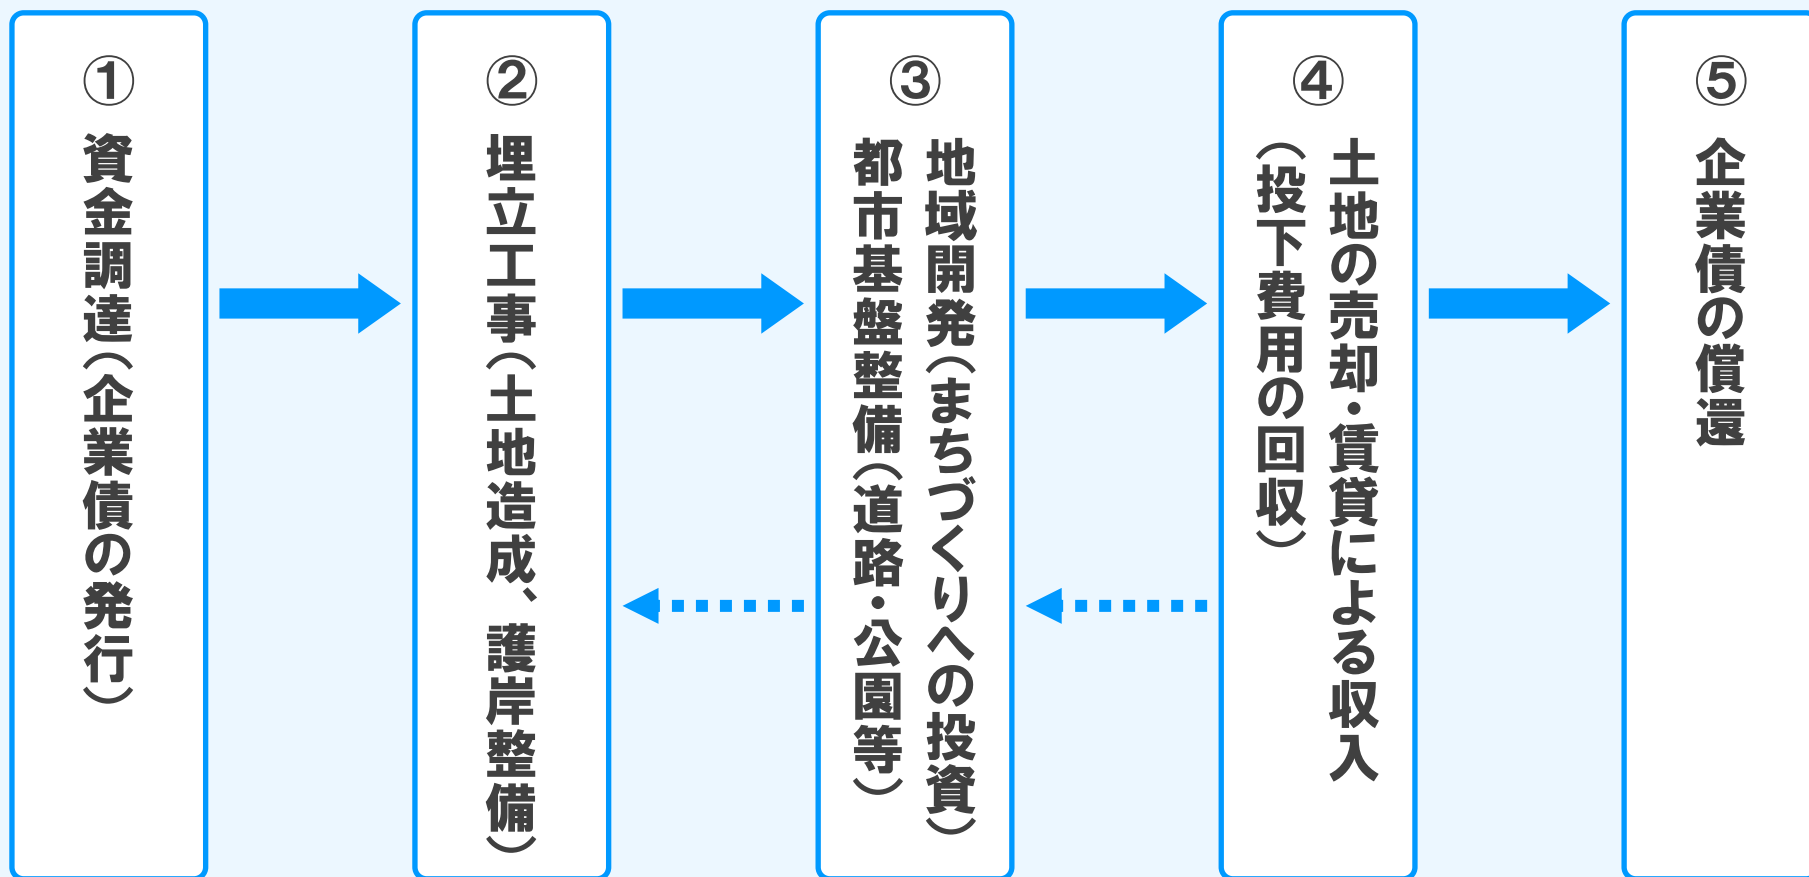 ①
資金調達（企業債の発行）
②
埋立工事（土地造成、護岸整備）
③
地域開発（まちづくりへの投資）
都市基盤整備（道路・公園等）
④
土地の売却・賃貸による収入
（投下費用の回収）
⑤
企業債の償還